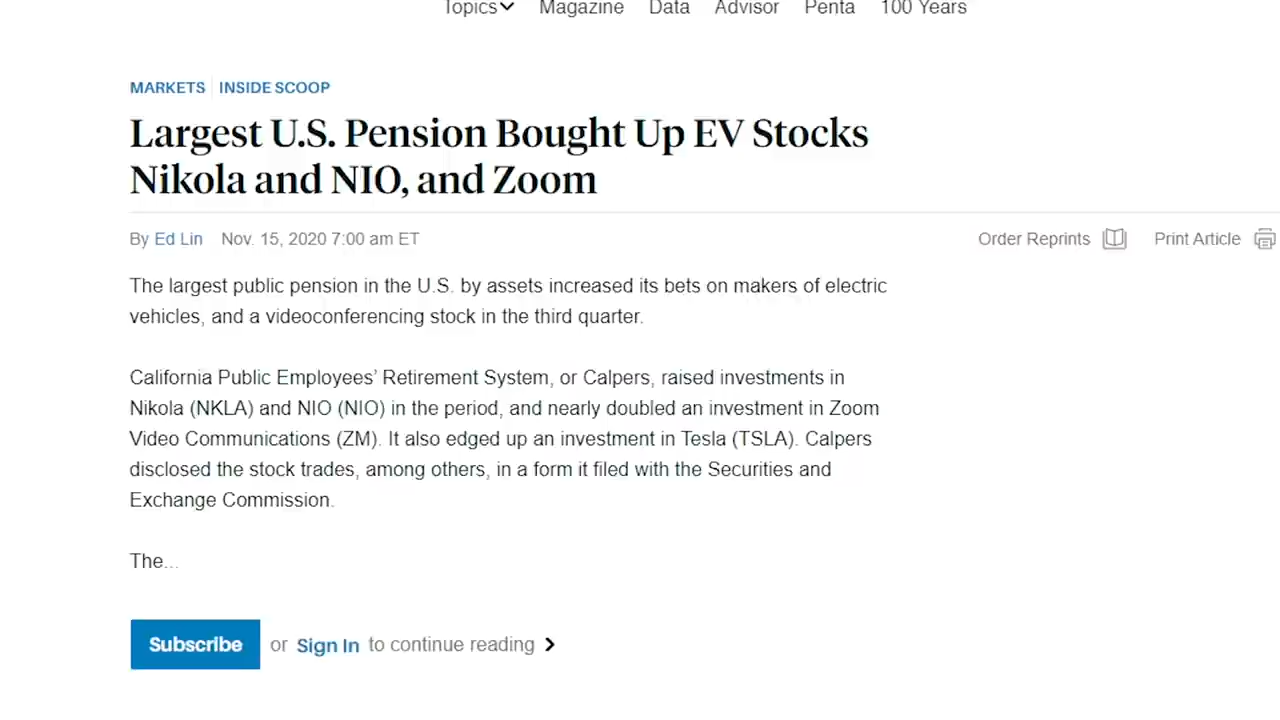 Topics Magazine Data Advisor Penta 100 Years
MARKETS INSIDE SCOOP
Largest U.S. Pension Bought Up EV Stocks
Nikola and NIO, and Zoom
By Ed Lin Nov. 15, 2020 7:00 am ET Order Reprints Print Article
The largest public pension in the U.S. by assets increased its bets on makers of electric
vehicles, and a videoconferencing stock in the third quarter.
California Public Employees’ Retirement System, or Calpers, raised investments in
Nikola (NKLA) and NIO (NIO) in the period, and nearly doubled an investment in Zoom
Video Communications (ZM). It also edged up an investment in Tesla (TSLA). Calpers
disclosed the stock trades, among others, in a form it filed with the Securities and
Exchange Commission.
The...
Subscribe or Sign In to continue reading